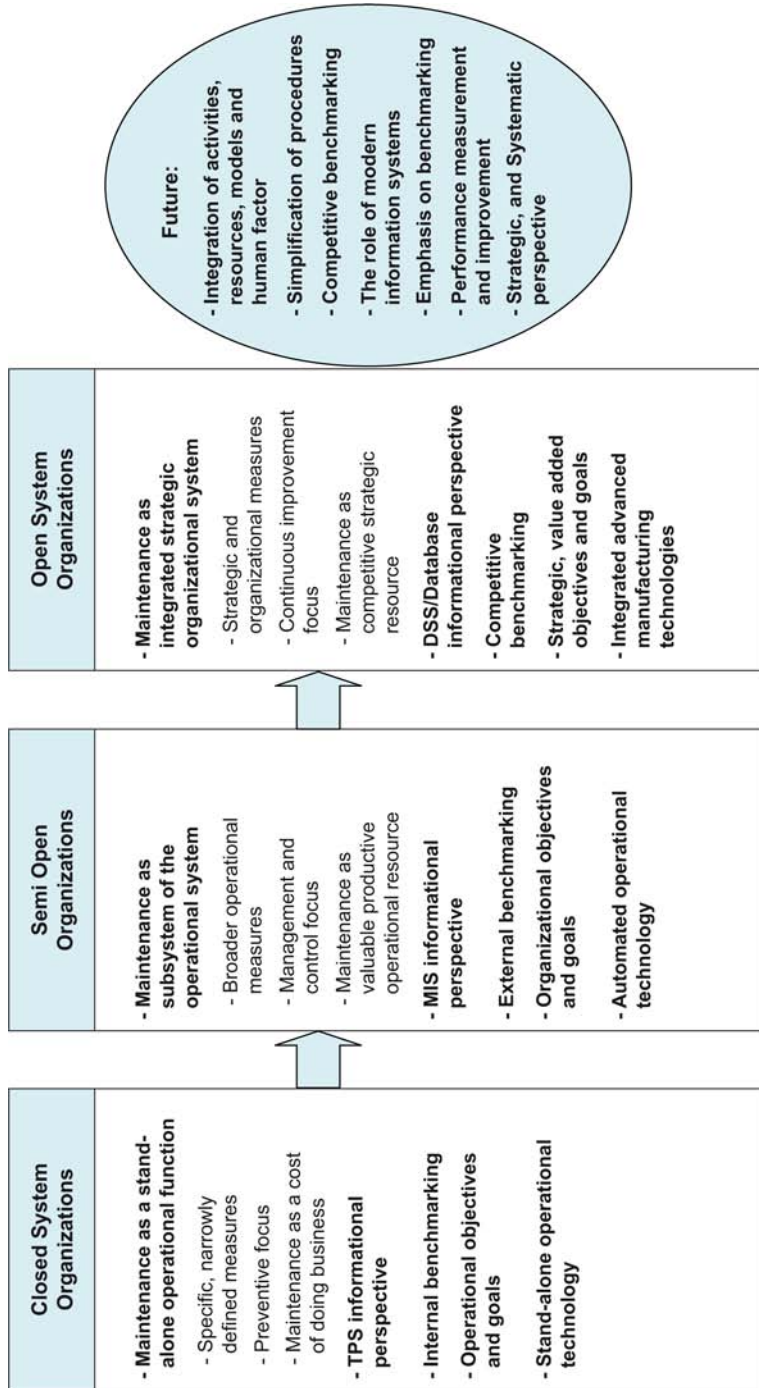 Closed System
Organizations
- Maintenance as a stand-
alone operational function
- Specific, narrowly
defined measures
- Preventive focus
- Maintenance as a cost
of doing business
- TPS informational
perspective
- Internal benchmarking
- Operational objectives
and goals
- Stand-alone operational
technology
Semi Open
Organizations
- Maintenance as
subsystem of the
operational system
- Broader operational
measures
- Management and
control focus
- Maintenance as
valuable productive
operational resource
- MIS informational
perspective
- External benchmarking
- Organizational objectives
and goals
- Automated operational
technology
Open System
Organizations
- Maintenance as
integrated strategic
organizational system
- Strategic and
organizational measures
- Continuous improvement
focus
- Maintenance as
competitive strategic
resource
- DSS/Database
informational perspective
- Competitive
benchmarking
- Strategic, value added
objectives and goals
- Integrated advanced
manufacturing
technologies
Future:
- Integration of activities,
resources, models and
human factor
- Simplification of procedures
- Competitive benchmarking
- The role of modern
information systems
- Emphasis on benchmarking
- Performance measurement
and improvement
- Strategic, and Systematic
perspective